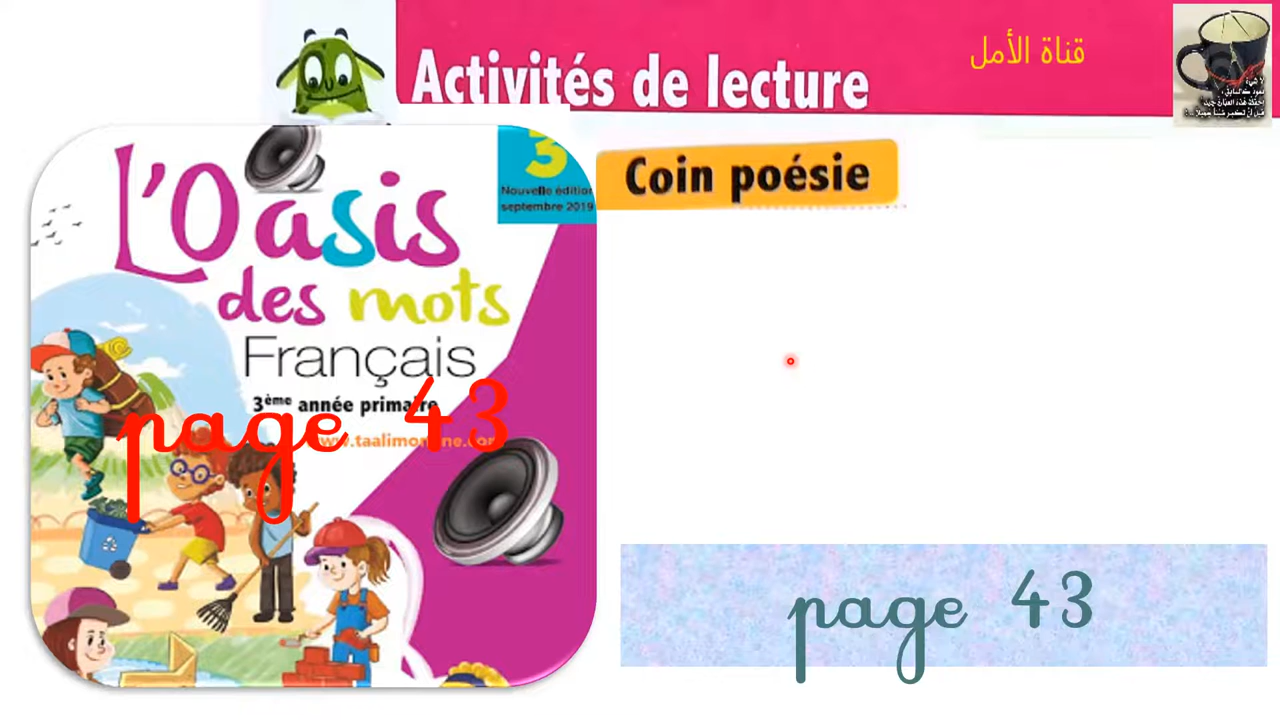 Activités de lecture
قناة الأمل
Coin poésie
L'Oasis
des mots
3
Nouvelle édition
septembre 2019
Français
3ème année primaire
page 43
page 43